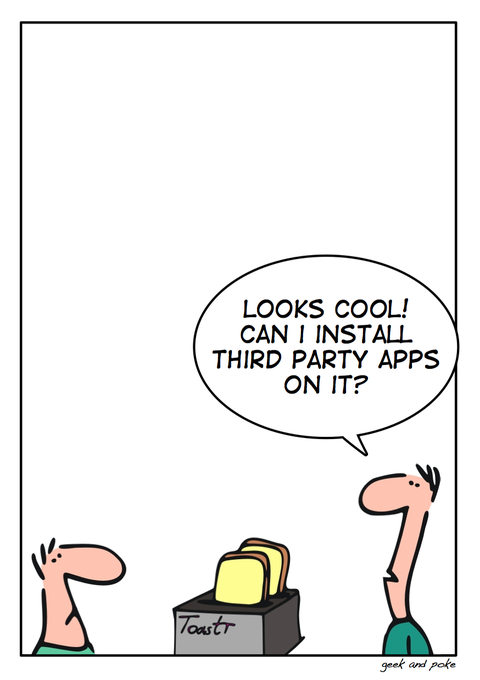 LOOKS COOL!
CAN I INSTALL
THIRD PARTY APPS
ON IT?
Toastr
geek and poke